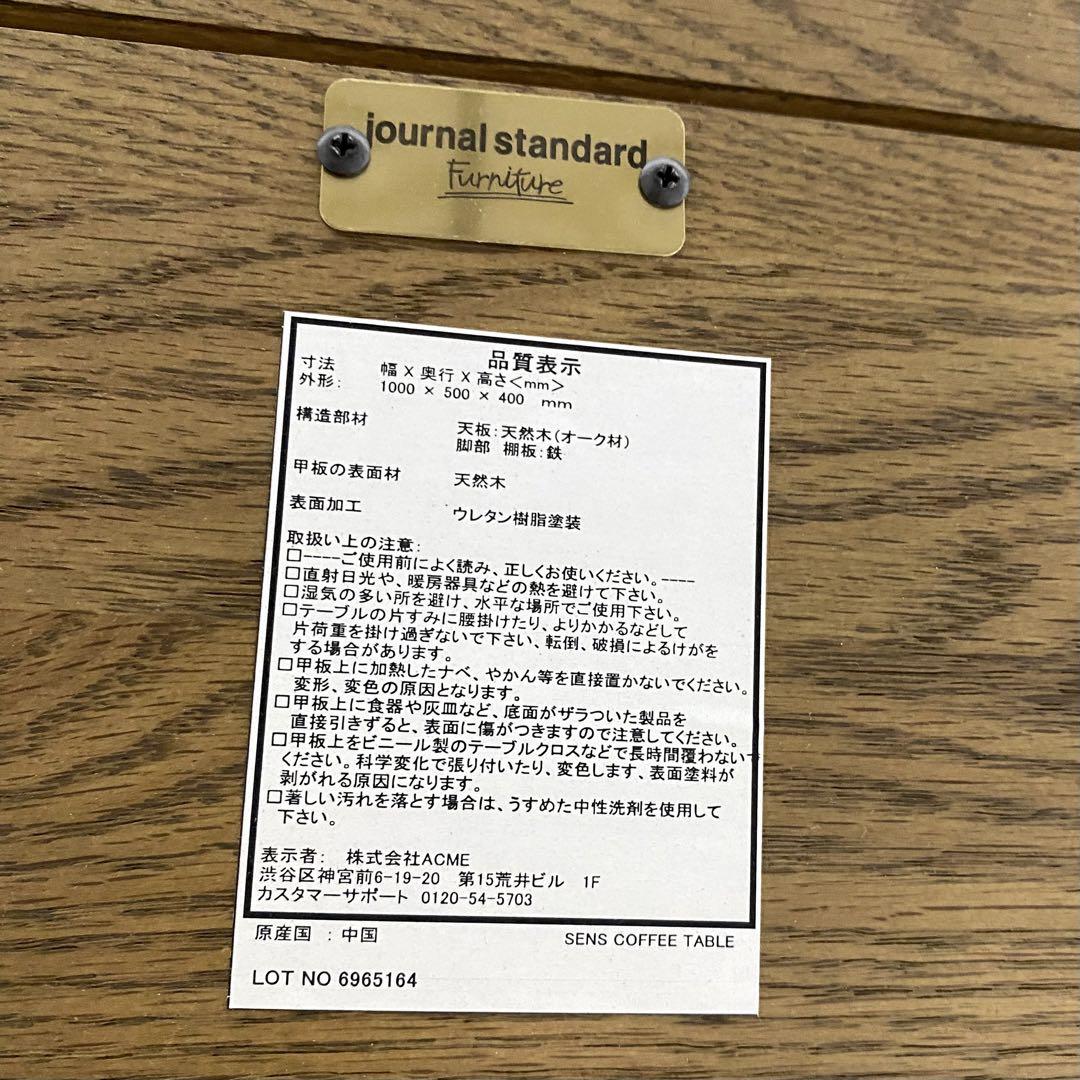 journal standard
Furniture
品質表示
寸法 幅 X 奥行 X 高さ<mm>
外形: 1000 × 500 × 400 mm
構造部材
天板:天然木(オーク材)
脚部 棚板:鉄
甲板の表面材 天然木
表面加工 ウレタン樹脂塗装
取扱い上の注意:
□----ご使用前によく読み、正しくお使いください。----
□直射日光や、暖房器具などの熱を避けて下さい。
□湿気の多い所を避け、水平な場所でご使用下さい。
□テーブルの片すみに腰掛けたり、よりかかるなどして
片荷重を掛け過ぎないで下さい、転倒、破損によるけがを
する場合があります。
□甲板上に加熱したナベ、やかん等を直接置かないでください。
変形、変色の原因となります。
□甲板上に食器や灰皿など、底面がザラついた製品を
直接引きずると、表面に傷がつきますので注意してください。
□甲板上をビニール製のテーブルクロスなどで長時間覆わないで
ください。科学変化で張り付いたり、変色します、表面塗料が
剥がれる原因になります。
□著しい汚れを落とす場合は、うすめた中性洗剤を使用して
下さい。
表示者: 株式会社ACME
渋谷区神宮前6-19-20 第15荒井ビル 1F
カスタマーサポート 0120-54-5703
原産国 :中国 SENS COFFEE TABLE
LOT NO 6965164